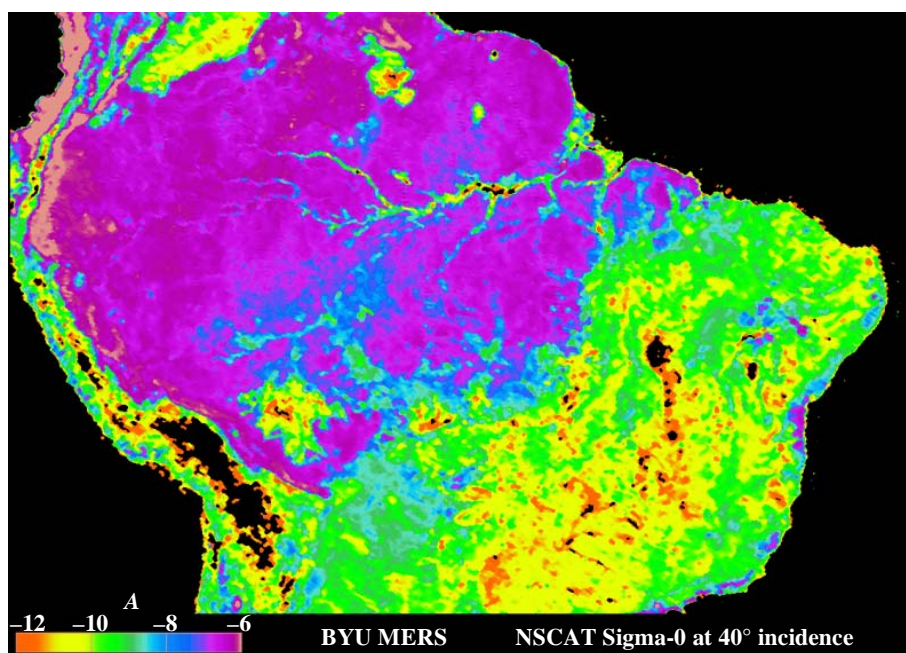 A
–12 –10 –8 –6
BYU MERS NSCAT Sigma-0 at 40° incidence